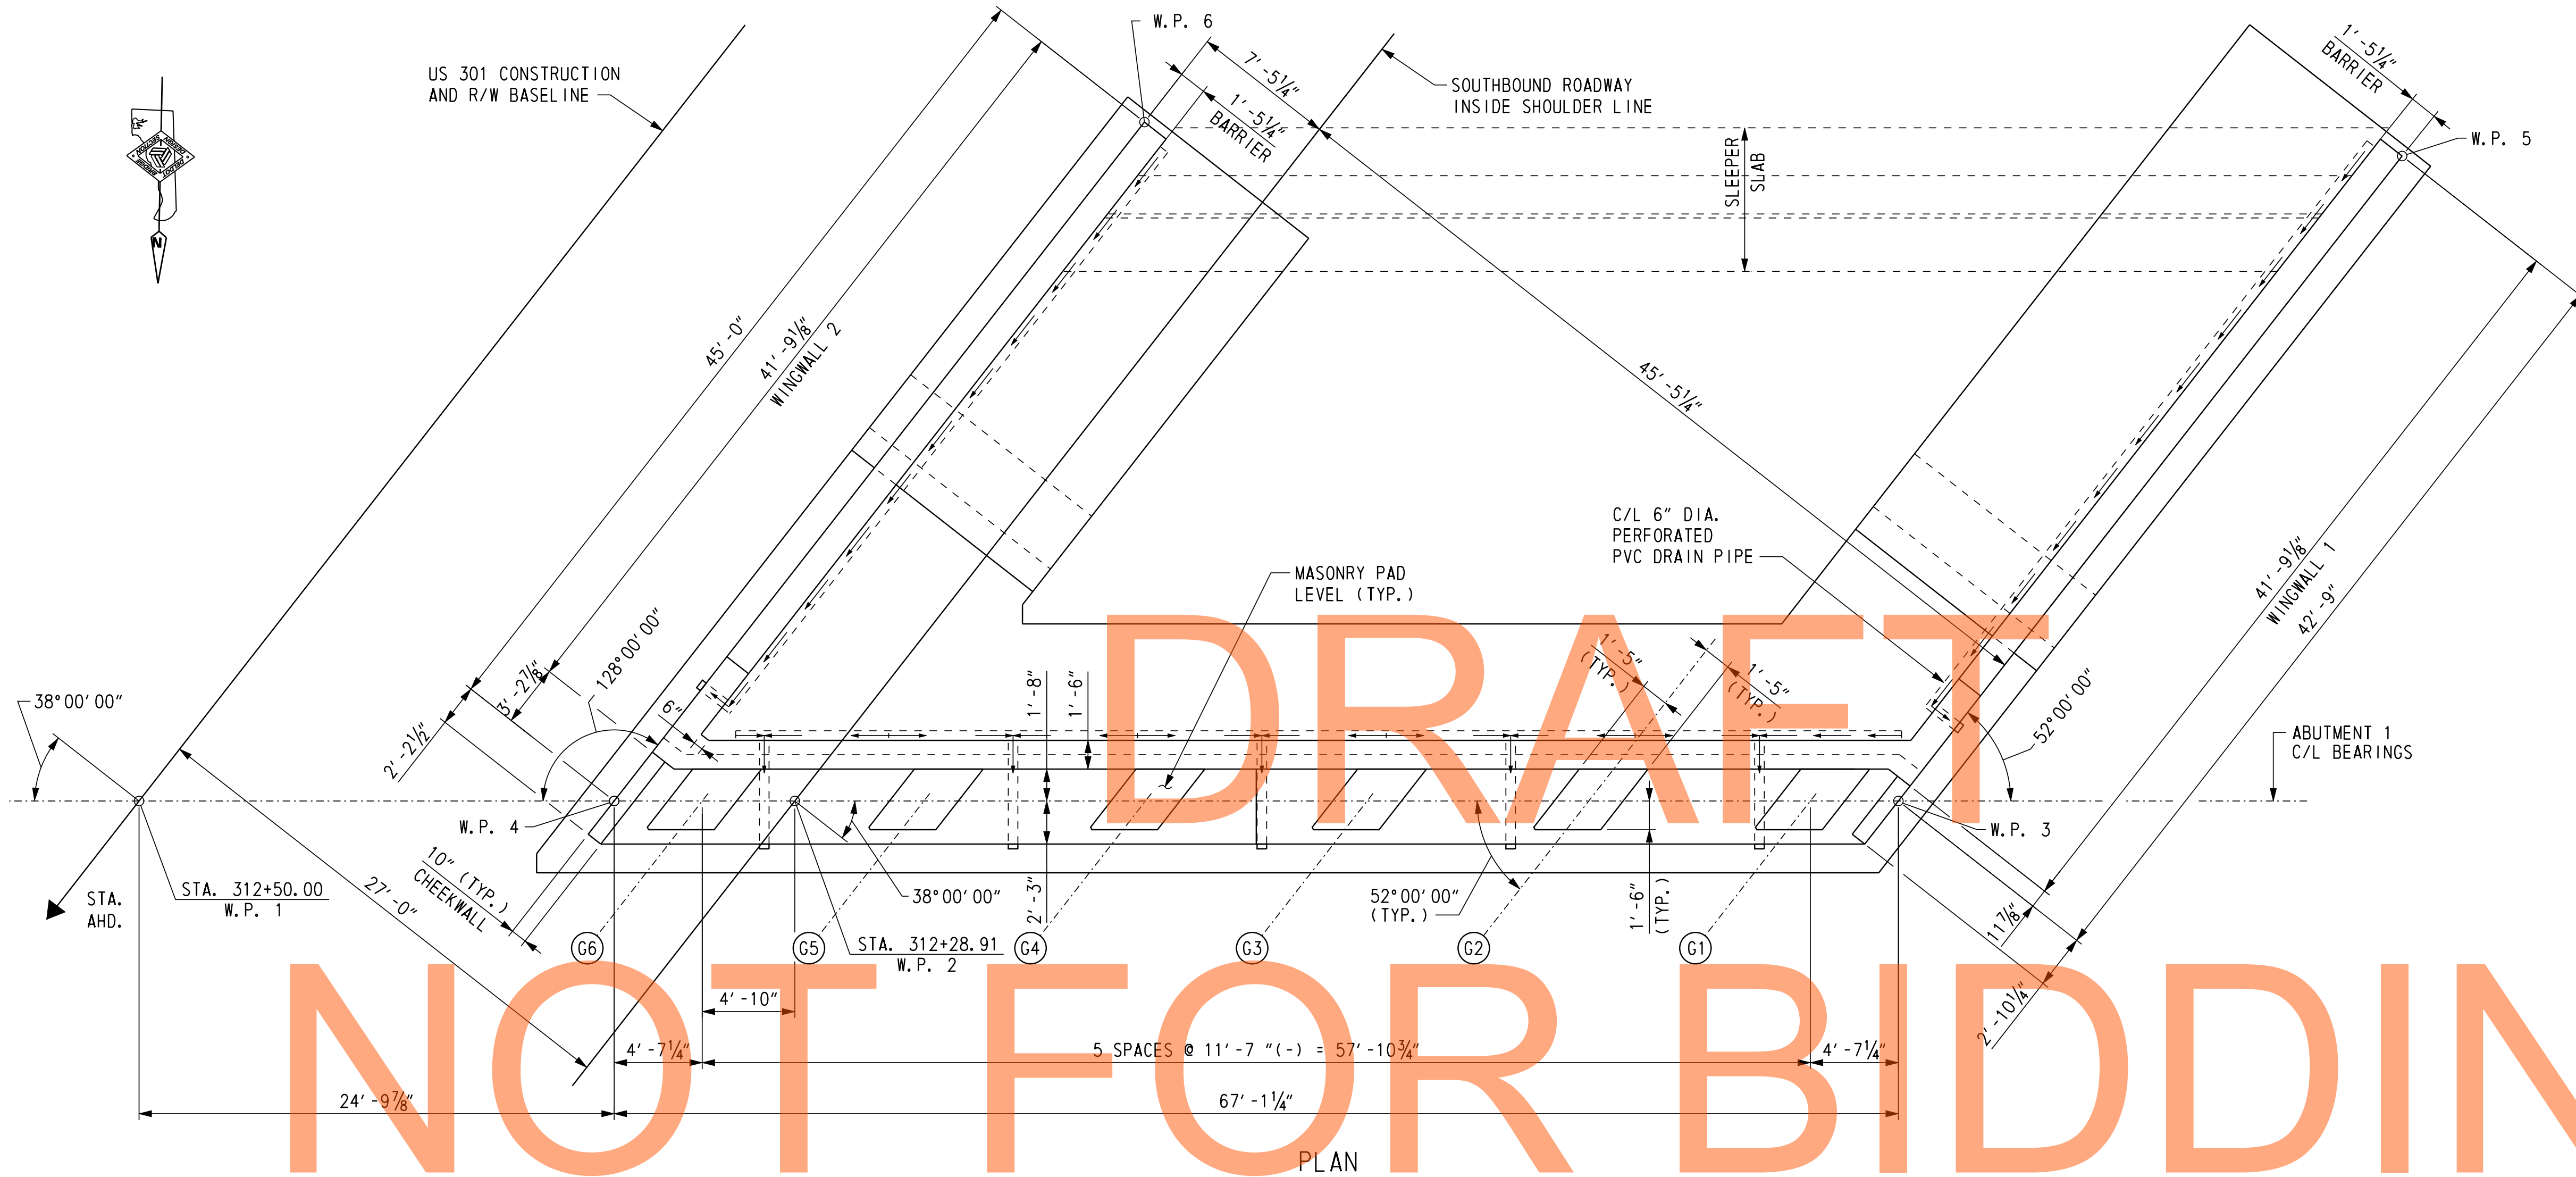 W.P. 6
US 301 CONSTRUCTION
AND R/W BASELINE
7'-5¼"
1'-5¼"
BARRIER
SOUTHBOUND ROADWAY
INSIDE SHOULDER LINE
1'-5¼"
BARRIER
W.P. 5
SLEEPER
SLAB
N
45'-0"
41'-9⅛"
WINGWALL 2
45'-5¼"
C/L 6" DIA.
PERFORATED
PVC DRAIN PIPE
MASONRY PAD
LEVEL (TYP.)
41'-9⅛"
WINGWALL 1
42'-9"
DRAFT
38°00'00"
2'-2½"
3'-2⅞"
128°00'00"
6"
1'-8"
1'-6"
1'-5"
(TYP.)
1'-5"
(TYP.)
52°00'00"
ABUTMENT 1
C/L BEARINGS
W.P. 4
W.P. 3
STA.
AHD.
STA. 312+50.00
W.P. 1
27'-0"
10" (TYP.)
CHEEKWALL
38°00'00"
2'-3"
52°00'00"
(TYP.)
1'-6"
(TYP.)
11⅞"
2'-10¼"
G6
G5
G4
G3
G2
G1
STA. 312+28.91
W.P. 2
4'-10"
4'-7¼"
5 SPACES @ 11'-7 "(-) = 57'-10¾"
4'-7¼"
24'-9⅞"
67'-1¼"
NOT FOR BIDDIN
PLAN